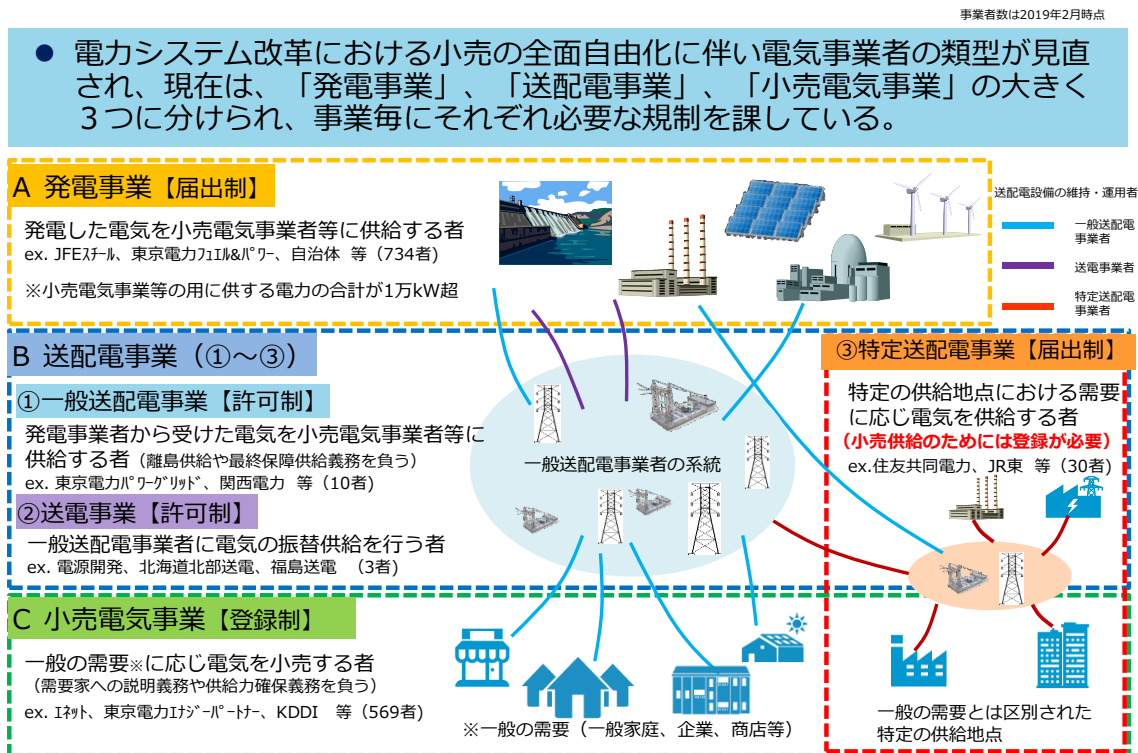 事業者数は2019年2月時点
● 電力システム改革における小売の全面自由化に伴い電気事業者の類型が見直
され、現在は、「発電事業」、「送配電事業」、「小売電気事業」の大きく
３つに分けられ、事業毎にそれぞれ必要な規制を課している。
A 発電事業【届出制】
発電した電気を小売電気事業者等に供給する者
ex. JFEｽﾁｰﾙ、東京電力ﾌｭｴﾙ&ﾊﾟﾜｰ、自治体 等（734者）
※小売電気事業等の用に供する電力の合計が1万kW超
送配電設備の維持・運用者
一般送配電
事業者
送電事業者
特定送配電
事業者
B 送配電事業（①～③）
①一般送配電事業【許可制】
発電事業者から受けた電気を小売電気事業者等に
供給する者（離島供給や最終保障供給義務を負う）
ex. 東京電力ﾊﾟﾜｰｸﾞﾘｯﾄﾞ、関西電力 等（10者）
②送電事業【許可制】
一般送配電事業者に電気の振替供給を行う者
ex. 電源開発、北海道北部送電、福島送電 （3者）
一般送配電事業者の系統
③特定送配電事業【届出制】
特定の供給地点における需要
に応じ電気を供給する者
（小売供給のためには登録が必要）
ex.住友共同電力、JR東 等（30者）
C 小売電気事業【登録制】
一般の需要※に応じ電気を小売する者
（需要家への説明義務や供給力確保義務を負う）
ex. ｴﾈｯﾄ、東京電力ｴﾅｼﾞｰﾊﾟｰﾄﾅｰ、KDDI 等（569者）
※一般の需要（一般家庭、企業、商店等）
一般の需要とは区別された
特定の供給地点